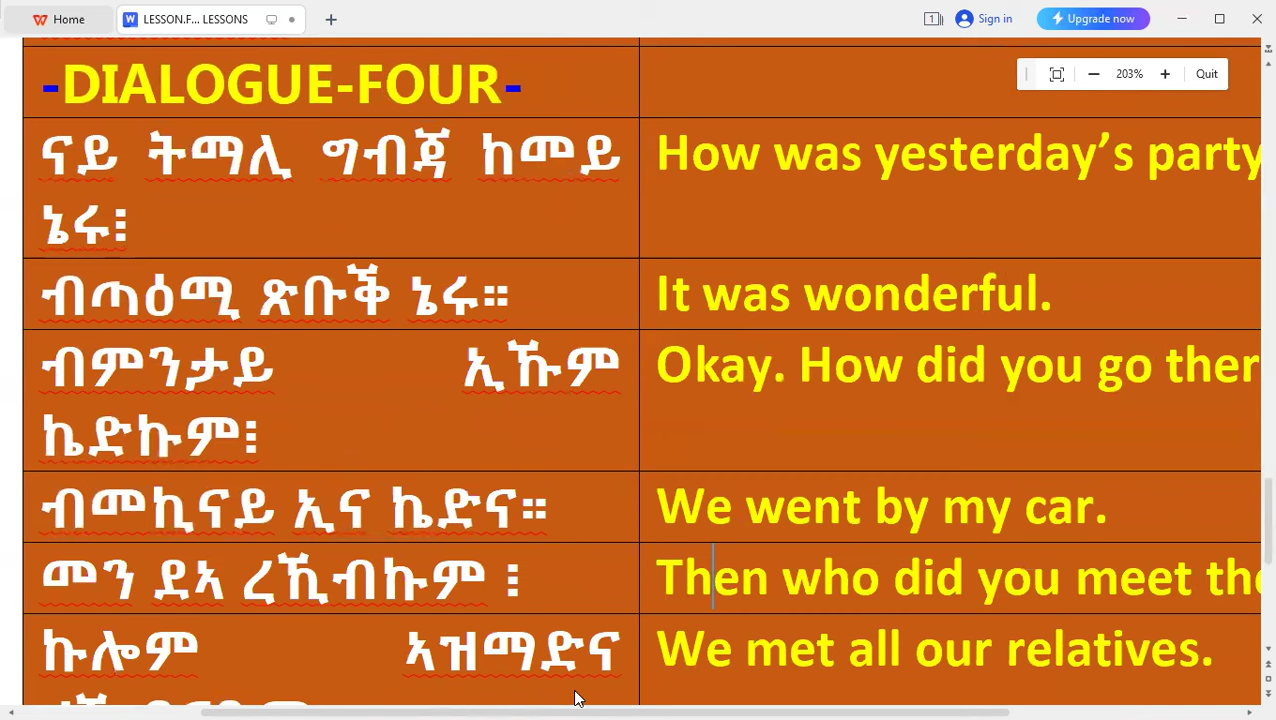 Home
LESSON.F... LESSONS
1
Sign in
Upgrade now
-DIALOGUE-FOUR-
203%
Quit
ናይ ትማሊ ግብጃ ከመይ
ኔሩ፧
How was yesterday’s party
ብጣዕሚ ጽቡቕ ኔሩ።
It was wonderful.
ብምንታይ ኢኹም
ኬድኩም፧
Okay. How did you go ther
ብመኪናይ ኢና ኬድና።
We went by my car.
መን ደኣ ረኺብኩም ፧
Then who did you meet the
ኩሎም ኣዝማድና
We met all our relatives.